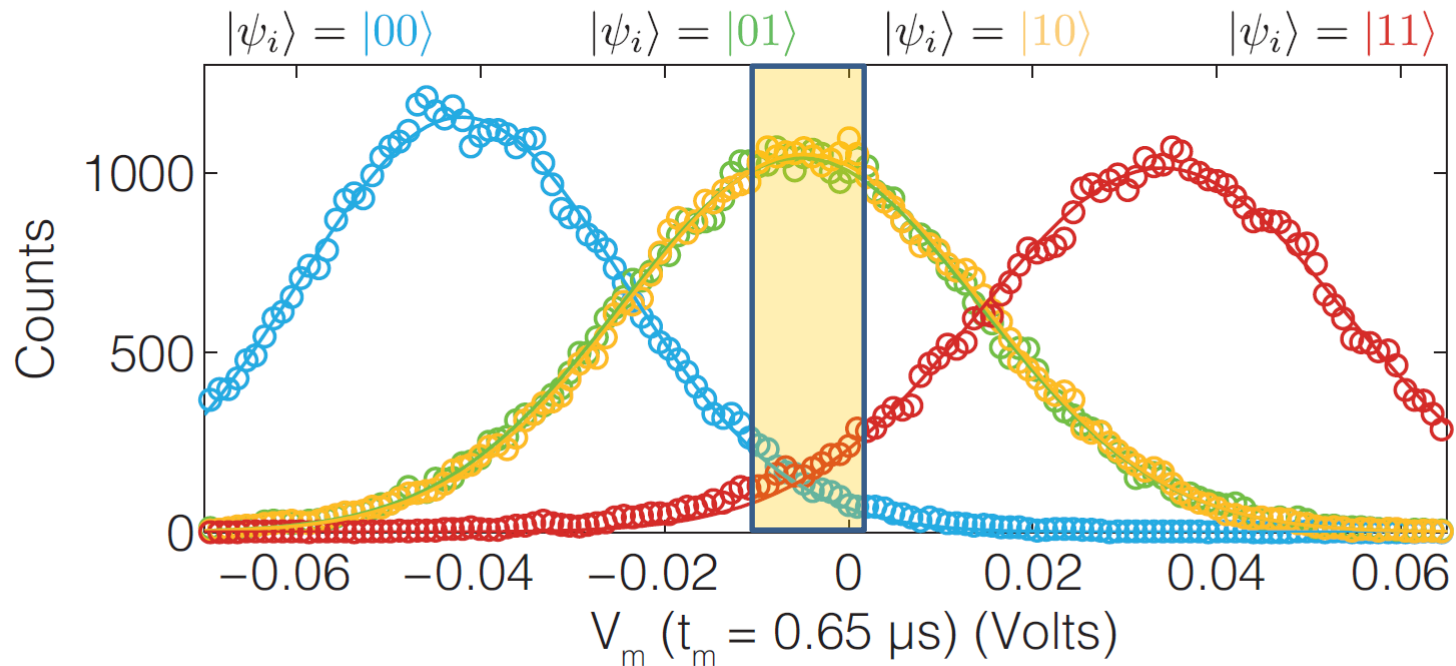 |ψᵢ⟩ = |00⟩ |ψᵢ⟩ = |01⟩ |ψᵢ⟩ = |10⟩ |ψᵢ⟩ = |11⟩
Counts
1000
500
0
−0.06 −0.04 −0.02 0 0.02 0.04 0.06
Vₘ (tₘ = 0.65 µs) (Volts)